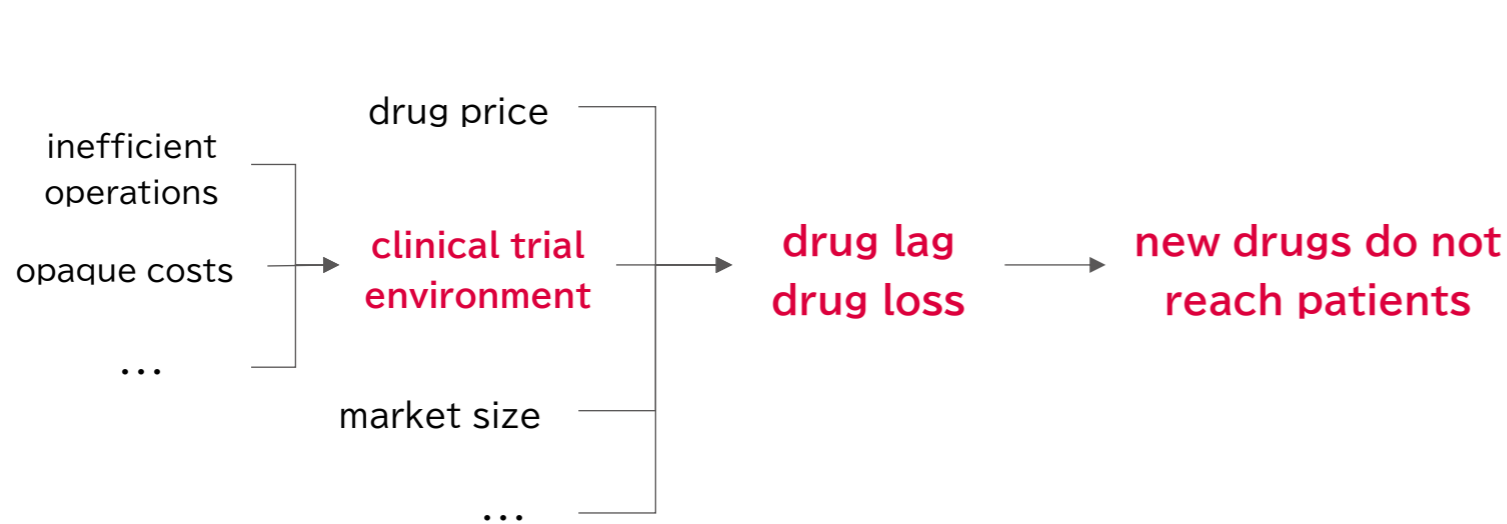 inefficient
operations
opaque costs
...
drug price
clinical trial
environment
market size
...
drug lag
drug loss
new drugs do not
reach patients